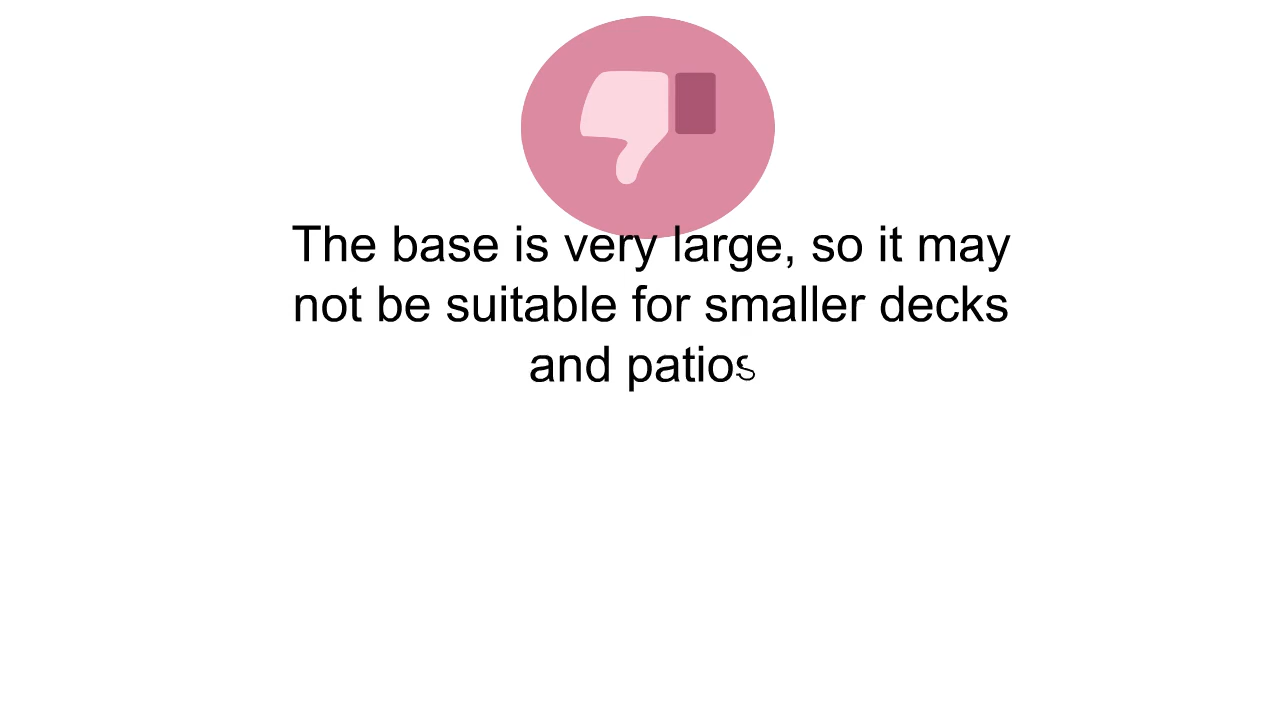 The base is very large, so it may
not be suitable for smaller decks
and patios